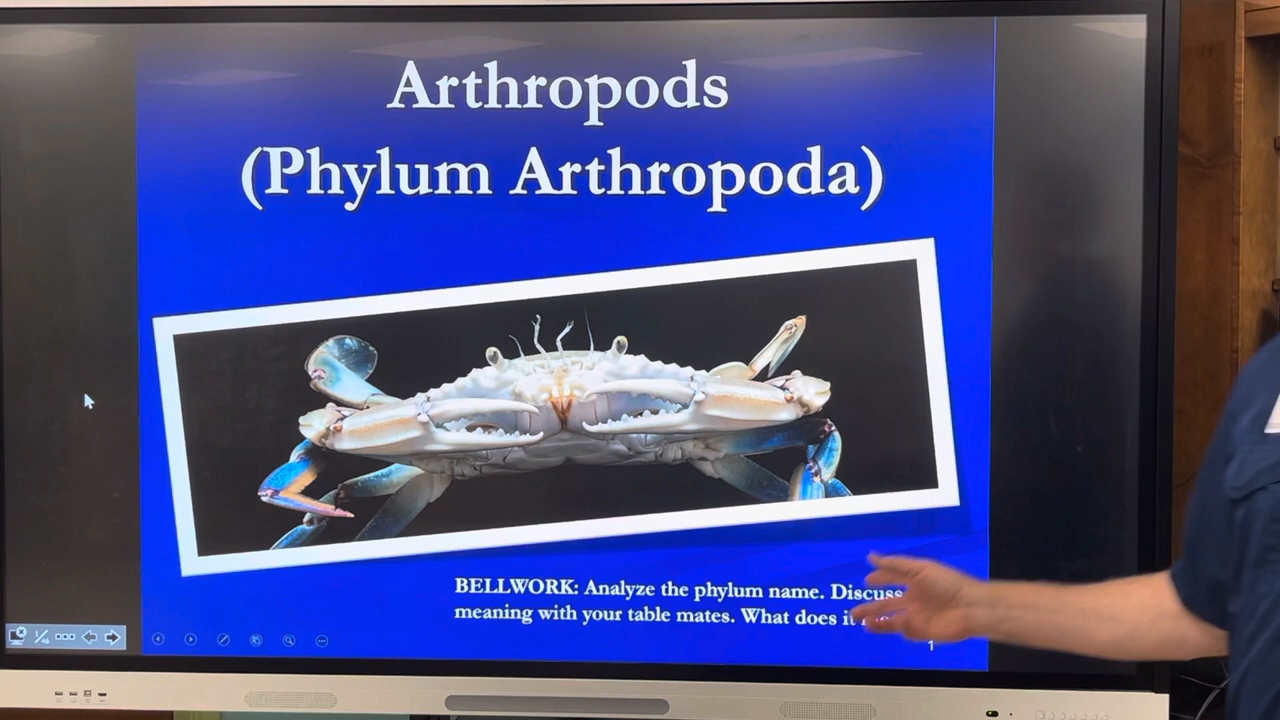 Arthropods
(Phylum Arthropoda)
BELLWORK: Analyze the phylum name. Discuss
meaning with your table mates. What does it
1